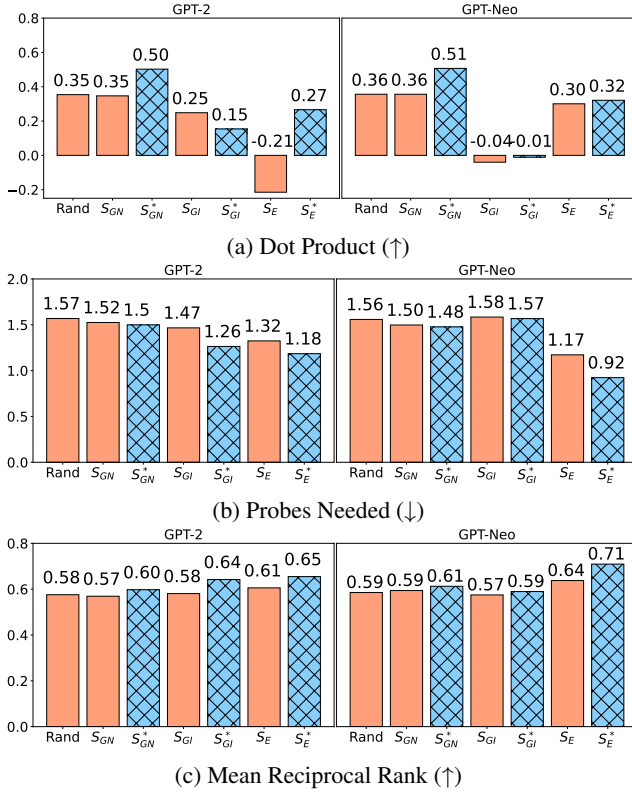 GPT-2 GPT-Neo
0.8
0.6
0.4
0.2
0.0
−0.2
0.35 0.35 0.50 0.25 0.15 -0.21 0.27
0.36 0.36 0.51 -0.04 -0.01 0.30 0.32
Rand S_GN S*_GN S_GI S*_GI S_E S*_E Rand S_GN S*_GN S_GI S*_GI S_E S*_E
(a) Dot Product (↑)
GPT-2 GPT-Neo
2.0
1.5
1.0
0.5
0.0
1.57 1.52 1.5 1.47 1.26 1.32 1.18
1.56 1.50 1.48 1.58 1.57 1.17 0.92
Rand S_GN S*_GN S_GI S*_GI S_E S*_E Rand S_GN S*_GN S_GI S*_GI S_E S*_E
(b) Probes Needed (↓)
GPT-2 GPT-Neo
0.8
0.6
0.4
0.2
0.0
0.58 0.57 0.60 0.58 0.64 0.61 0.65
0.59 0.59 0.61 0.57 0.59 0.64 0.71
Rand S_GN S*_GN S_GI S*_GI S_E S*_E Rand S_GN S*_GN S_GI S*_GI S_E S*_E
(c) Mean Reciprocal Rank (↑)